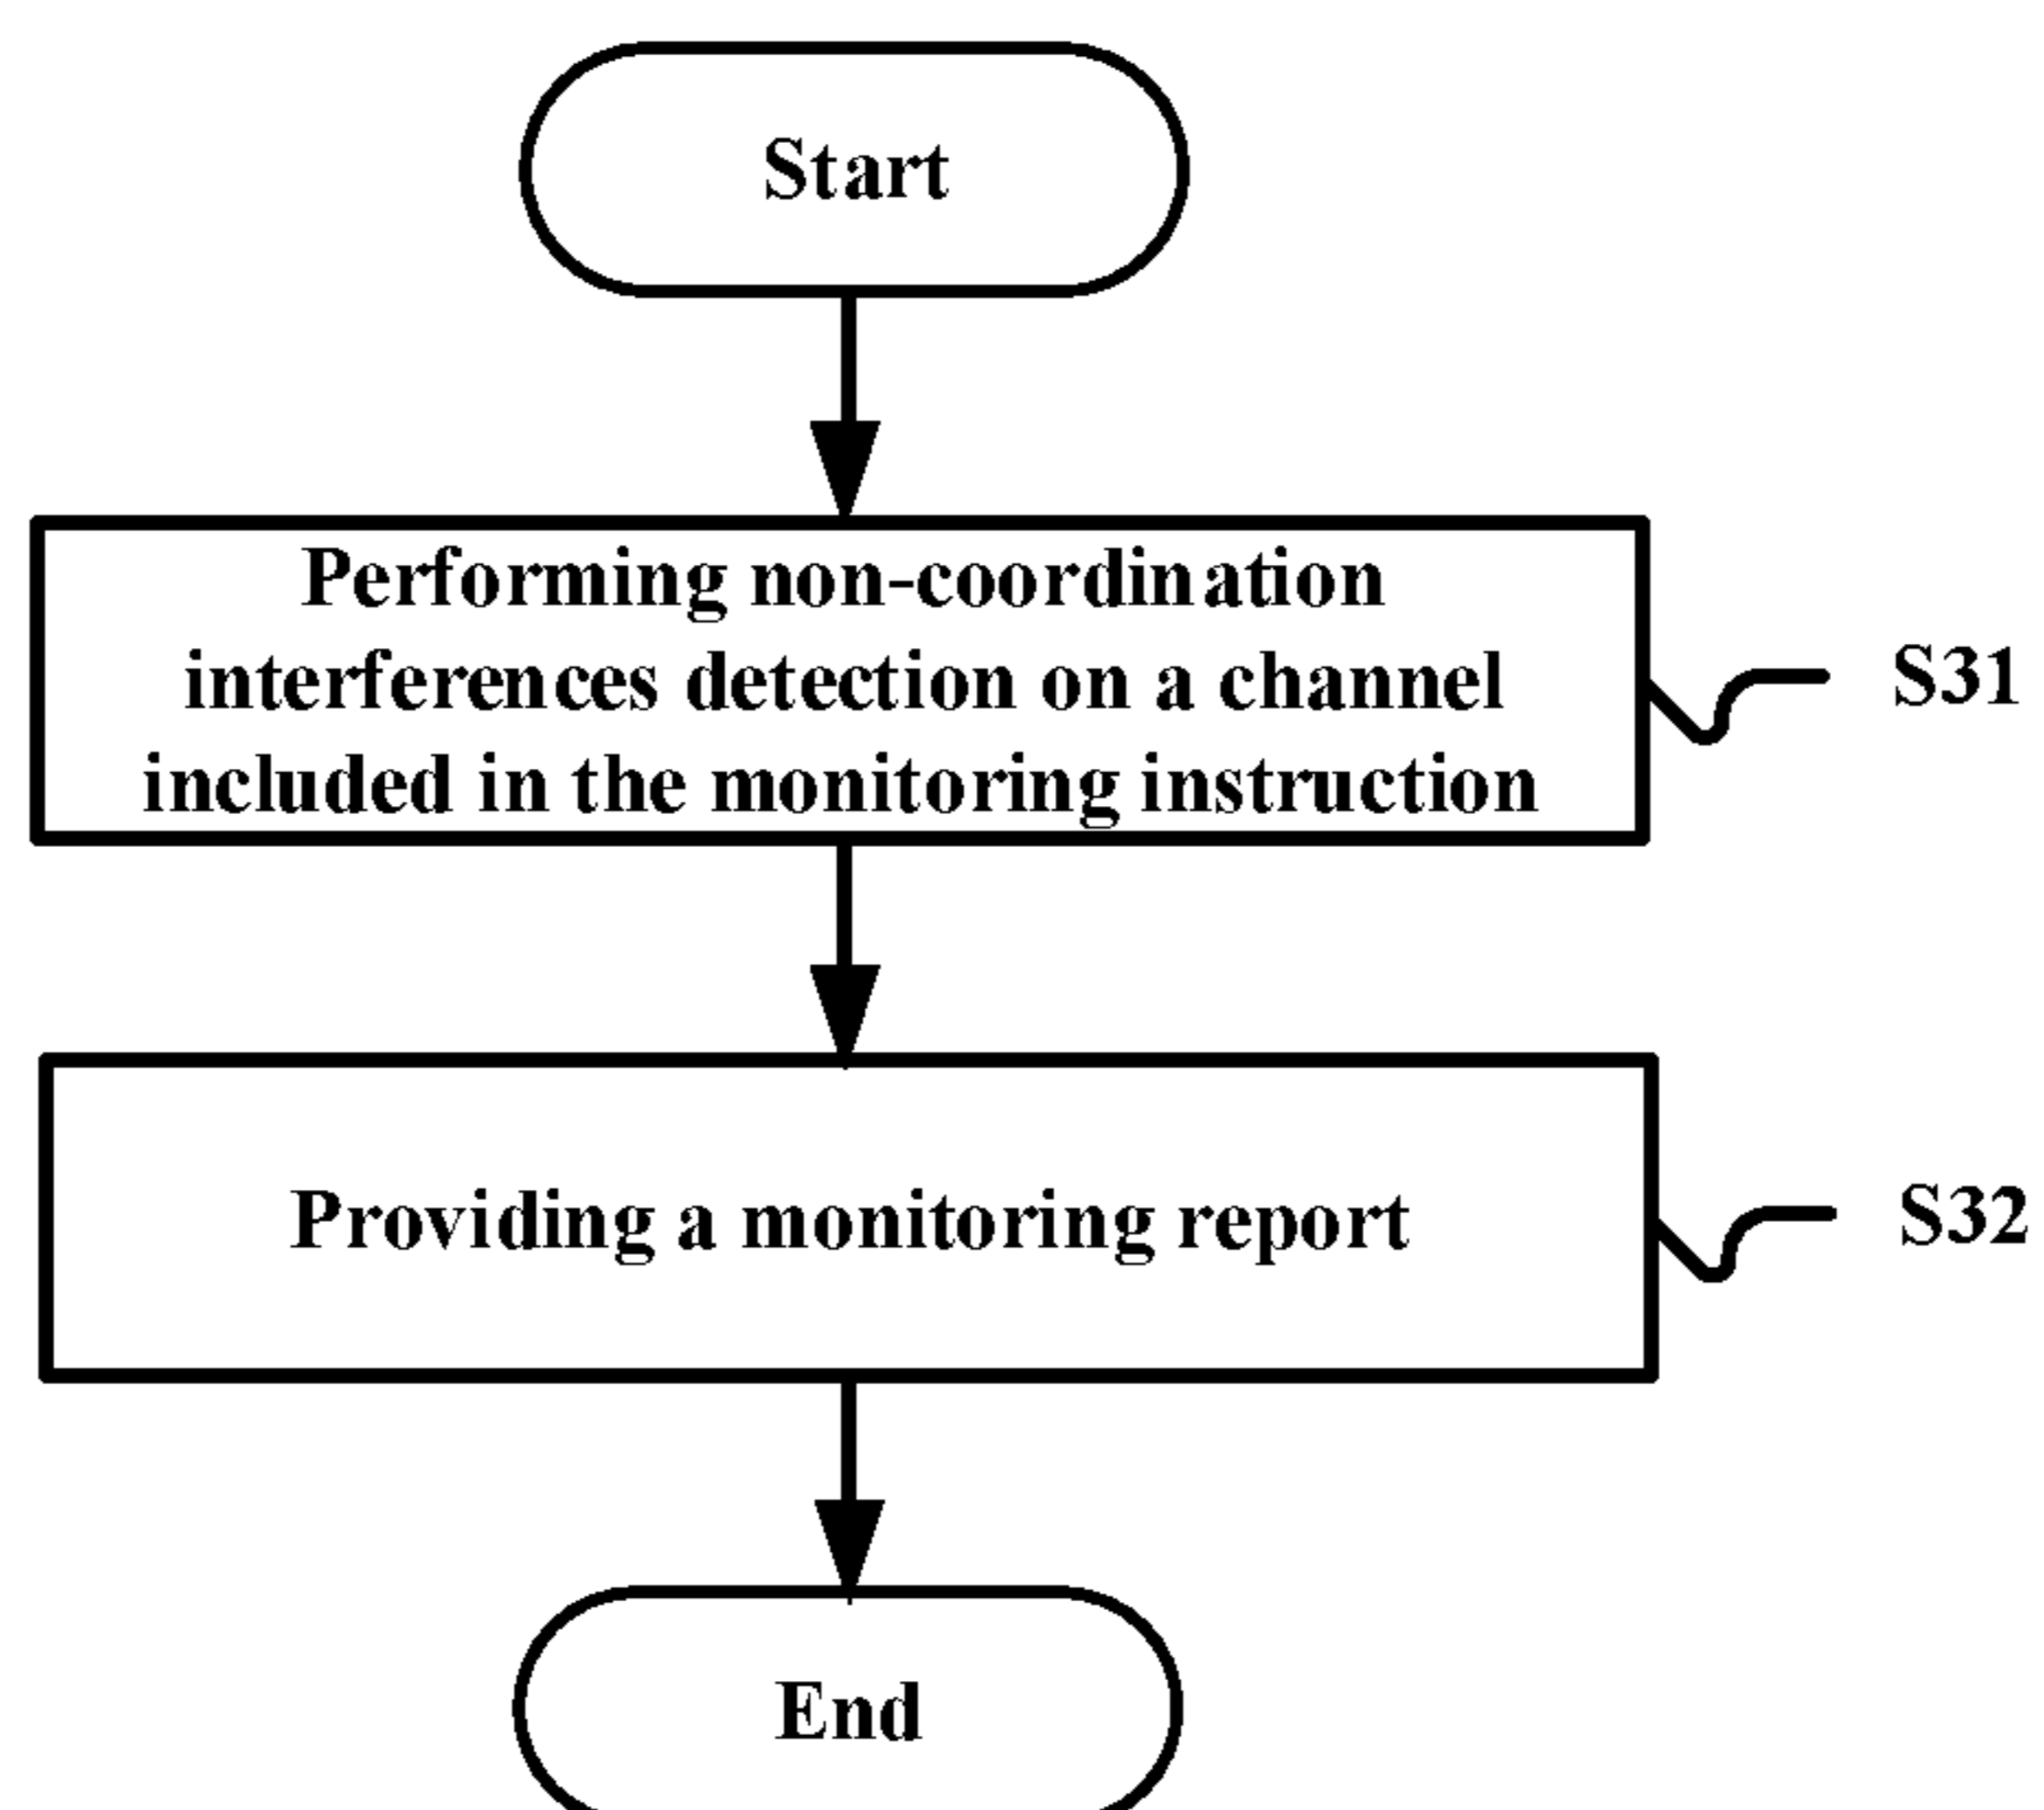 Start
Performing non-coordination
interferences detection on a channel
included in the monitoring instruction
S31
Providing a monitoring report
S32
End